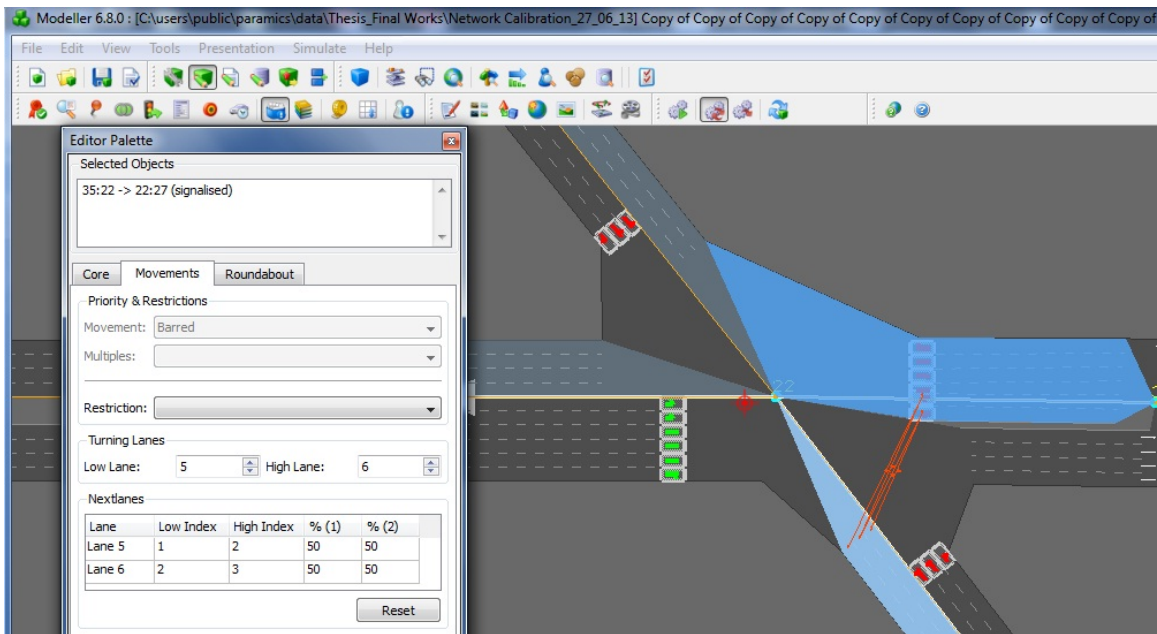 Modeller 6.8.0 : [C:\users\public\paramics\data\Thesis_Final Works\Network Calibration_27_06_13] Copy of Copy of Copy of Copy of Copy of Copy of Copy of Copy of Copy of
File Edit View Tools Presentation Simulate Help
Editor Palette
Selected Objects
35:22 -> 22:27 (signalised)
Core Movements Roundabout
Priority & Restrictions
Movement: Barred
Multiples:
Restriction:
Turning Lanes
Low Lane: 5 High Lane: 6
Nextlanes
Lane Low Index High Index % (1) % (2)
Lane 5 1 2 50 50
Lane 6 2 3 50 50
Reset
22